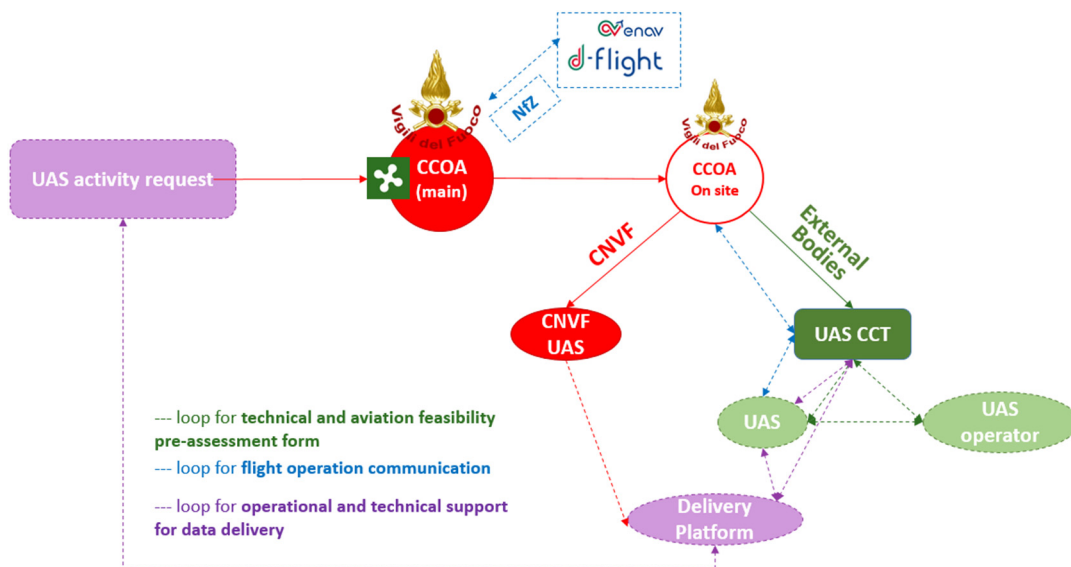 enav
d-flight
NfZ
Vigili del Fuoco
Vigili del Fuoco
UAS activity request
CCOA
(main)
CCOA
On site
CNVF
External
Bodies
CNVF
UAS
UAS CCT
UAS
UAS
operator
--- loop for technical and aviation feasibility
pre-assessment form
--- loop for flight operation communication
--- loop for operational and technical support
for data delivery
Delivery
Platform